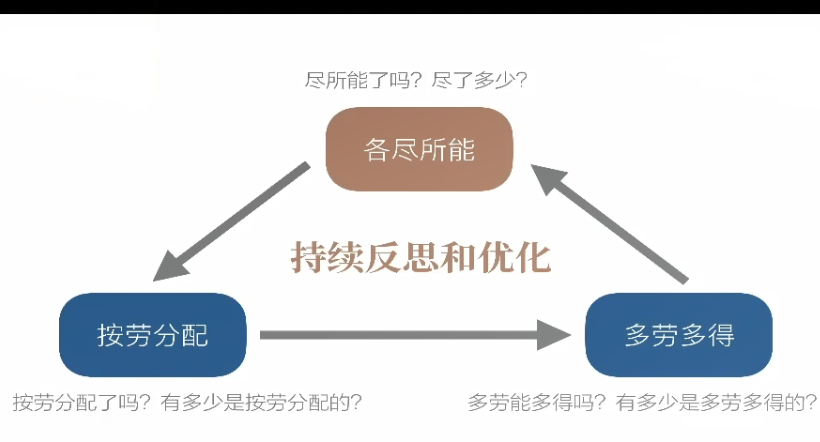 尽所能了吗？尽了多少？
各尽所能
持续反思和优化
按劳分配
多劳多得
按劳分配了吗？有多少是按劳分配的？
多劳能多得吗？有多少是多劳多得的？